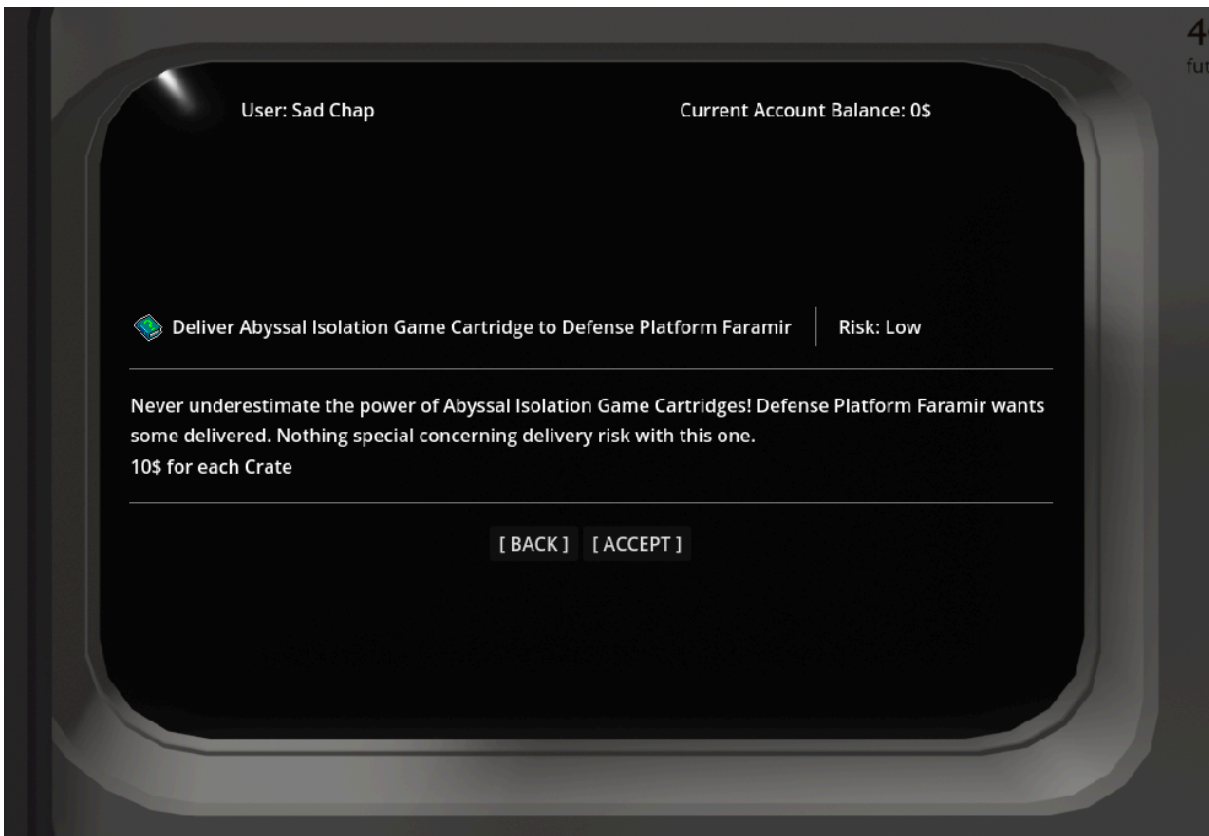 User: Sad Chap
Current Account Balance: 0$
Deliver Abyssal Isolation Game Cartridge to Defense Platform Faramir
Risk: Low
Never underestimate the power of Abyssal Isolation Game Cartridges! Defense Platform Faramir wants
some delivered. Nothing special concerning delivery risk with this one.
10$ for each Crate
[ BACK ] [ ACCEPT ]